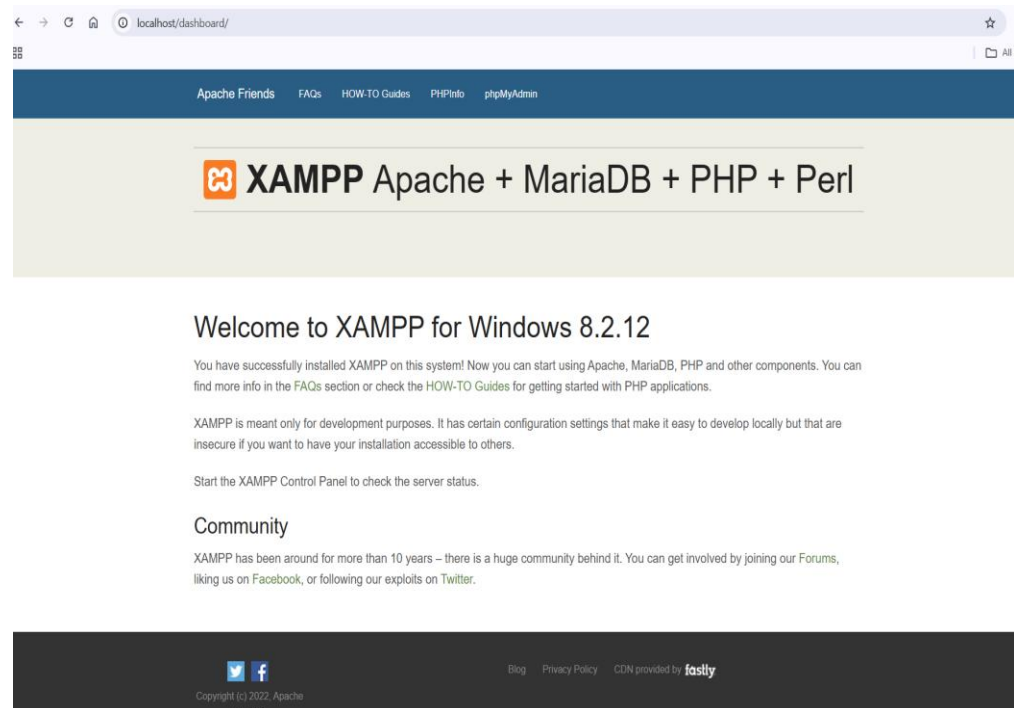 localhost/dashboard/
All
Apache Friends FAQs HOW-TO Guides PHPInfo phpMyAdmin
XAMPP Apache + MariaDB + PHP + Perl
Welcome to XAMPP for Windows 8.2.12
You have successfully installed XAMPP on this system! Now you can start using Apache, MariaDB, PHP and other components. You can
find more info in the FAQs section or check the HOW-TO Guides for getting started with PHP applications.
XAMPP is meant only for development purposes. It has certain configuration settings that make it easy to develop locally but that are
insecure if you want to have your installation accessible to others.
Start the XAMPP Control Panel to check the server status.
Community
XAMPP has been around for more than 10 years – there is a huge community behind it. You can get involved by joining our Forums,
liking us on Facebook, or following our exploits on Twitter.
Blog Privacy Policy CDN provided by fastly
Copyright (c) 2022, Apache